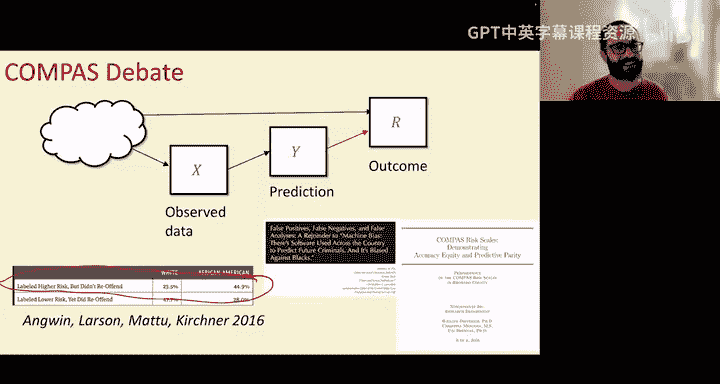 GPT中英字幕课程资源
COMPAS Debate
R
Outcome
X
Y
Prediction
Observed
data
False Positives, False Negatives, and False
Analyses: A Rejoinder to "Machine Bias:
There's Software Used Across the Country
to Predict Future Criminals. And It's Biased
Against Blacks."
COMPAS Risk Scales:
Demonstrating
Accuracy Equity and Predictive Parity
WHITE AFRICAN AMERICAN
Labeled Higher Risk, But Didn't Re-Offend 23.5% 44.9%
Labeled Lower Risk, Yet Did Re-Offend 47.7% 28.0%
Angwin, Larson, Mattu, Kirchner 2016